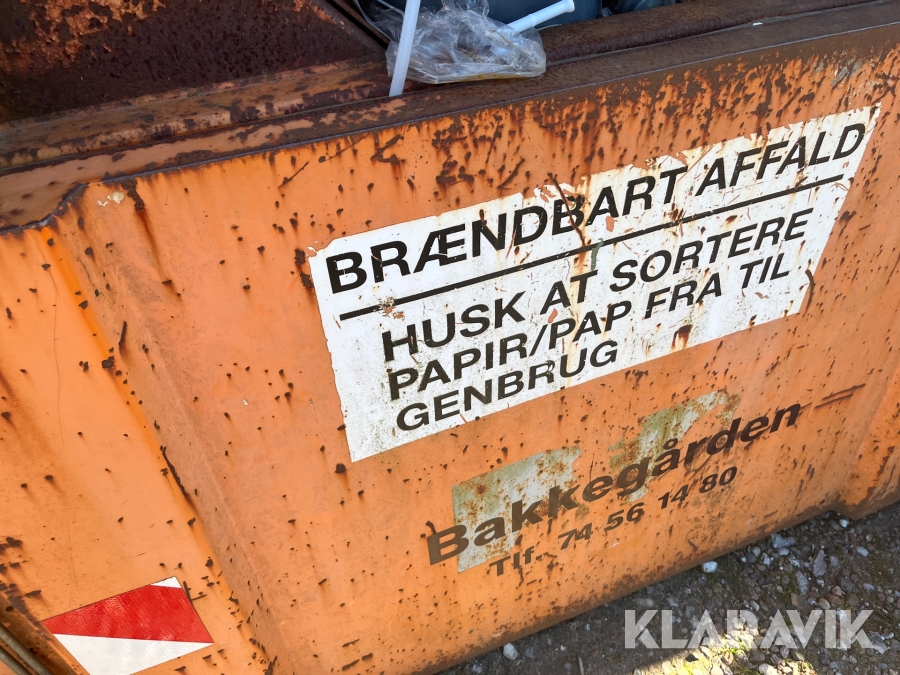 BRÆNDBART AFFALD
HUSK AT SORTERE
PAPIR/PAP FRA TIL
GENBRUG
Bakkegården
Tlf. 74 56 14 80
KLARAVIK